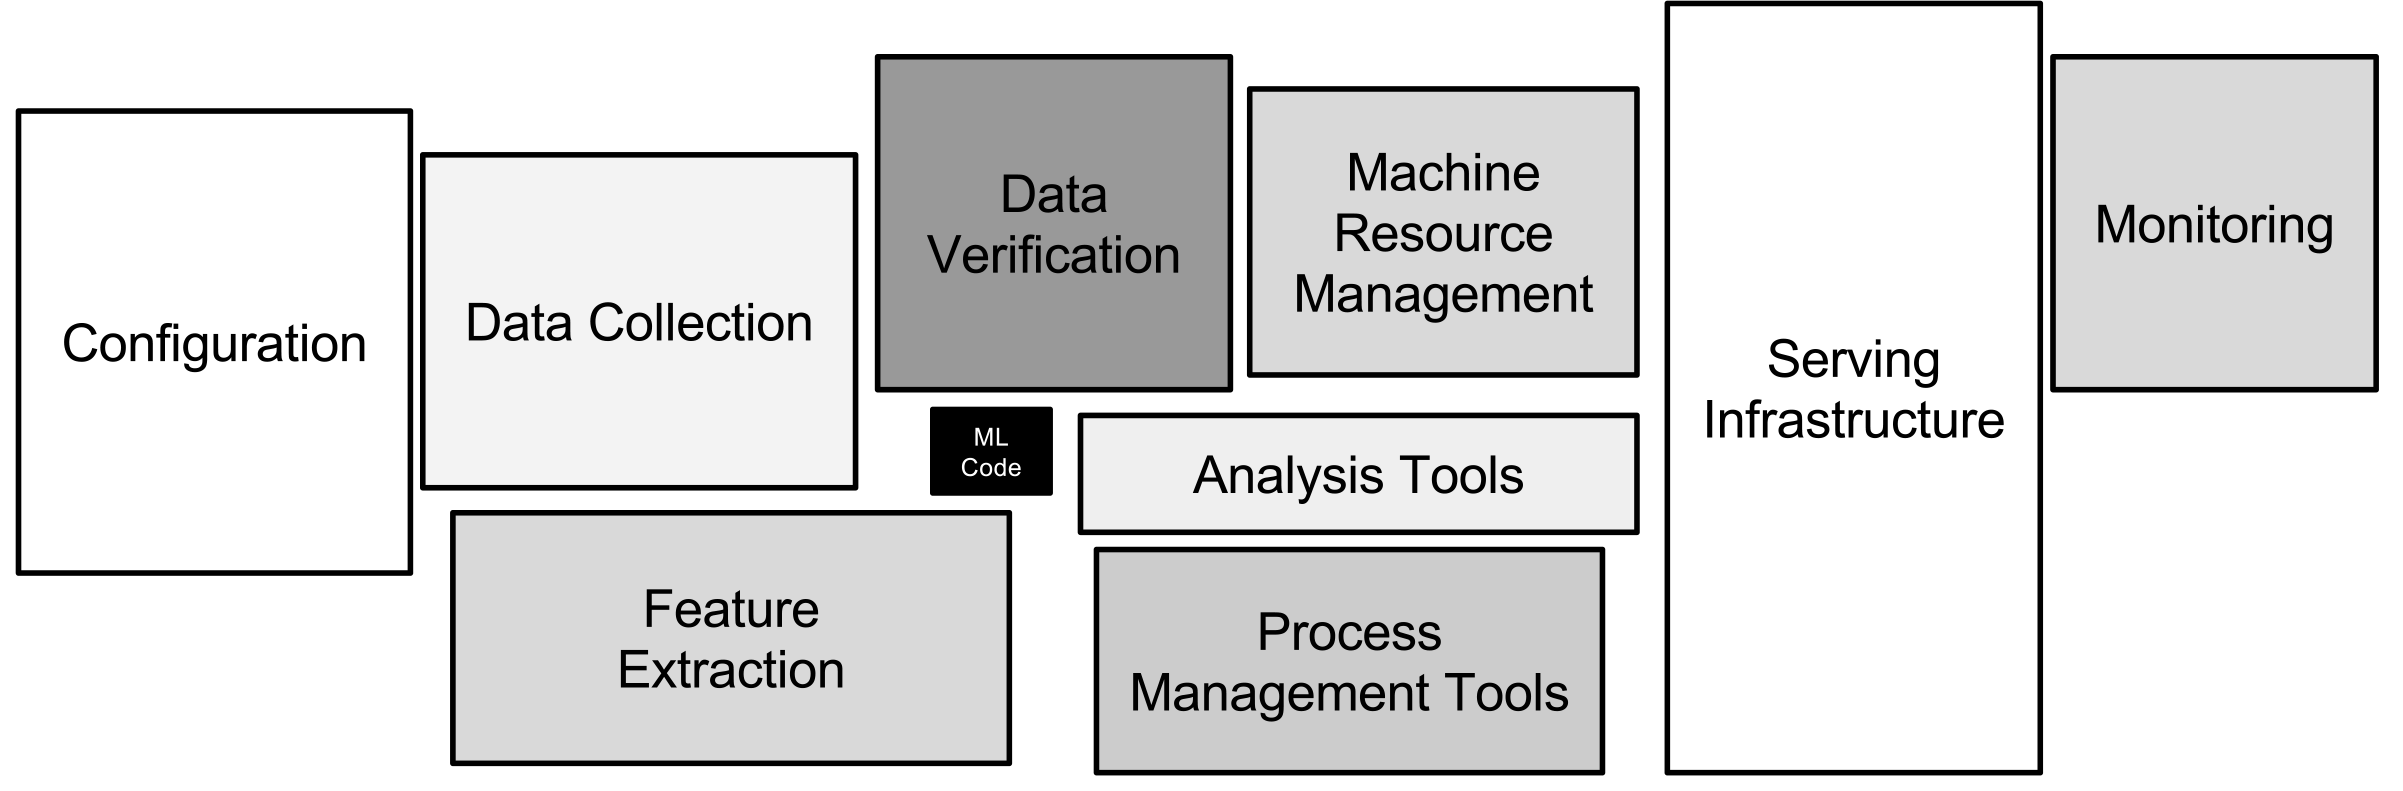 Configuration
Data Collection
Data
Verification
Machine
Resource
Management
Monitoring
Serving
Infrastructure
ML
Code
Analysis Tools
Feature
Extraction
Process
Management Tools